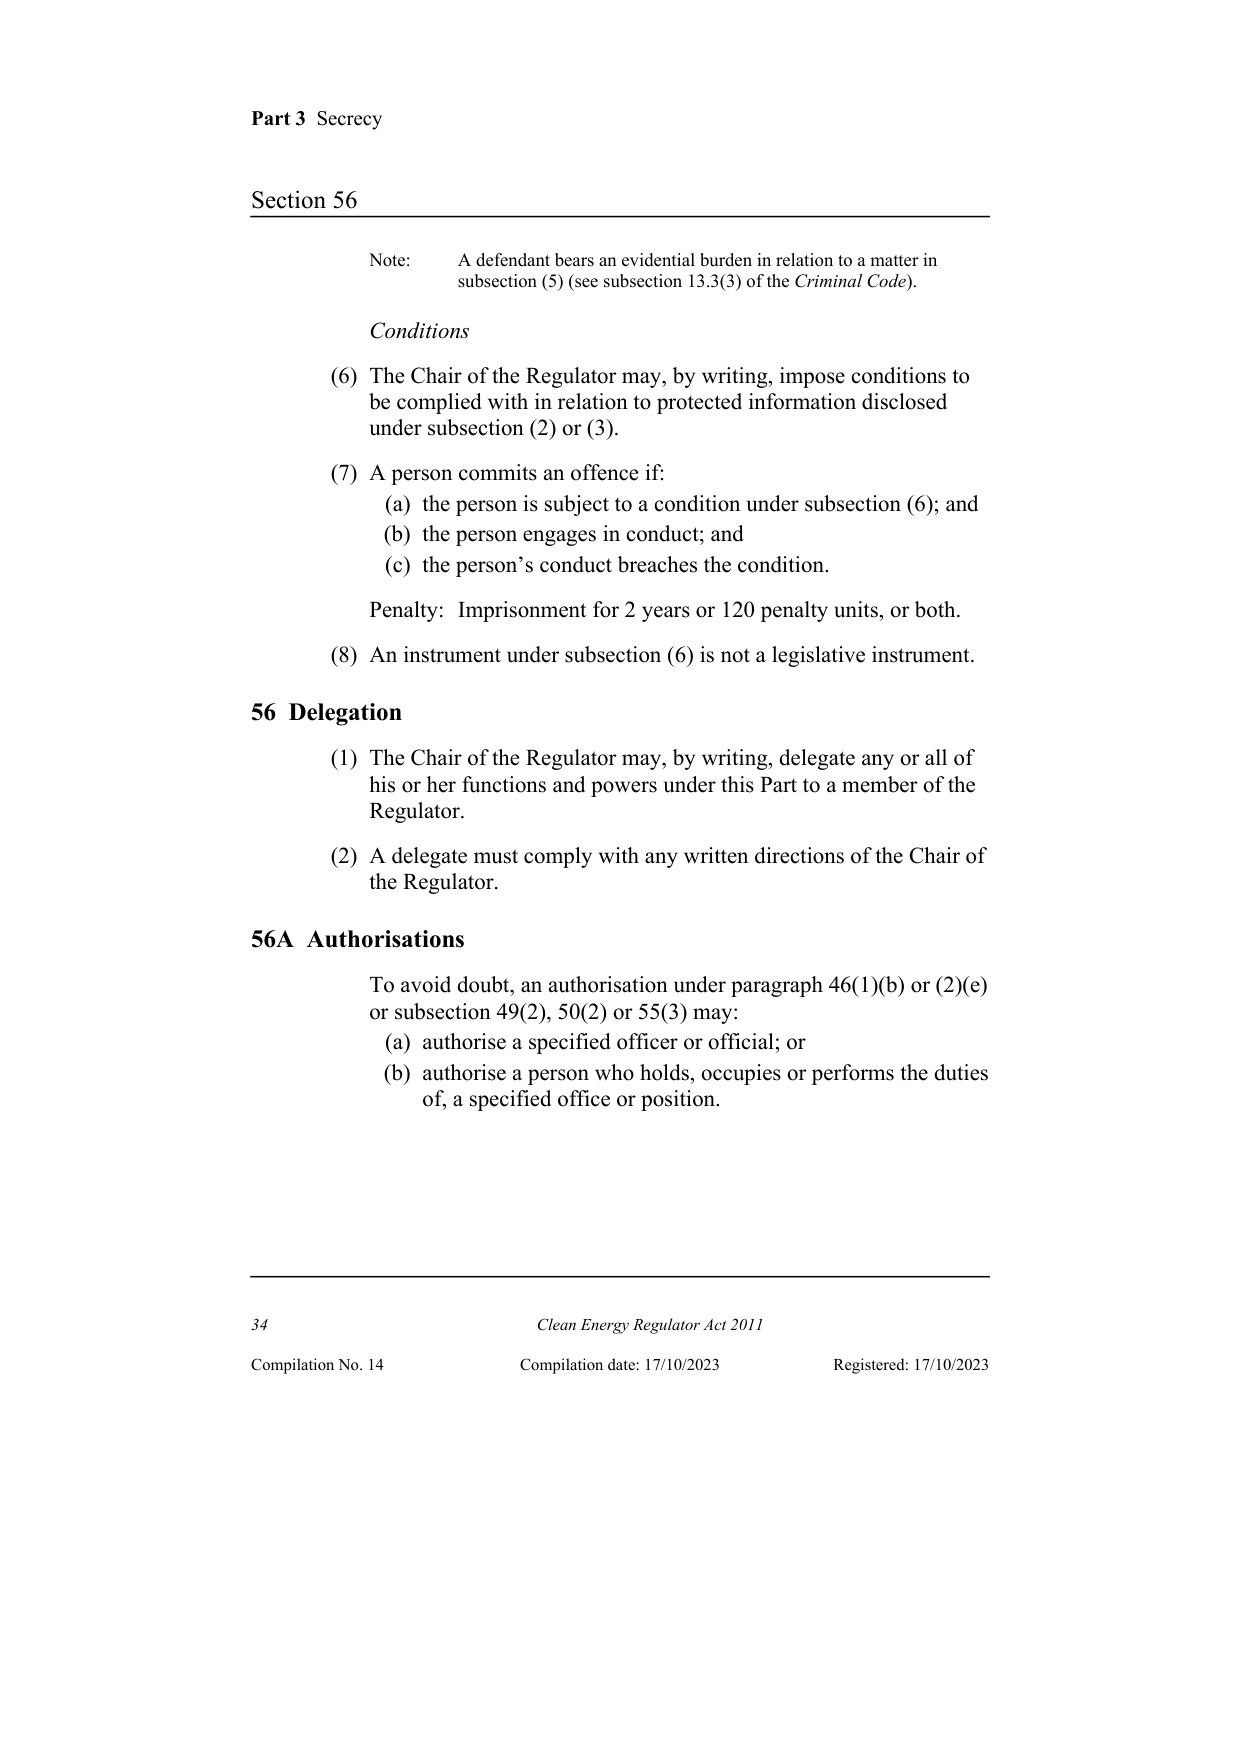 Part 3 Secrecy
Section 56
Note: A defendant bears an evidential burden in relation to a matter in
subsection (5) (see subsection 13.3(3) of the Criminal Code).
Conditions
(6) The Chair of the Regulator may, by writing, impose conditions to
be complied with in relation to protected information disclosed
under subsection (2) or (3).
(7) A person commits an offence if:
(a) the person is subject to a condition under subsection (6); and
(b) the person engages in conduct; and
(c) the person’s conduct breaches the condition.
Penalty: Imprisonment for 2 years or 120 penalty units, or both.
(8) An instrument under subsection (6) is not a legislative instrument.
56 Delegation
(1) The Chair of the Regulator may, by writing, delegate any or all of
his or her functions and powers under this Part to a member of the
Regulator.
(2) A delegate must comply with any written directions of the Chair of
the Regulator.
56A Authorisations
To avoid doubt, an authorisation under paragraph 46(1)(b) or (2)(e)
or subsection 49(2), 50(2) or 55(3) may:
(a) authorise a specified officer or official; or
(b) authorise a person who holds, occupies or performs the duties
of, a specified office or position.
34 Clean Energy Regulator Act 2011
Compilation No. 14 Compilation date: 17/10/2023 Registered: 17/10/2023